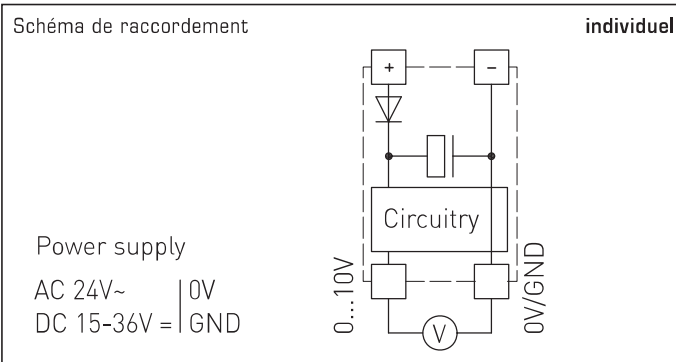 Schéma de raccordement
individuel
+
-
Circuitry
Power supply
AC 24V~ | 0V
DC 15-36V = | GND
0...10V
0V/GND
V